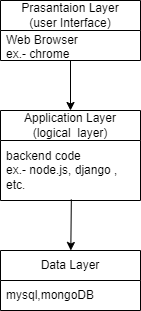 Prasantaion Layer
(user Interface)
Web Browser
ex.- chrome
Application Layer
(logical layer)
backend code
ex.- node.js, django ,
etc.
Data Layer
mysql,mongoDB